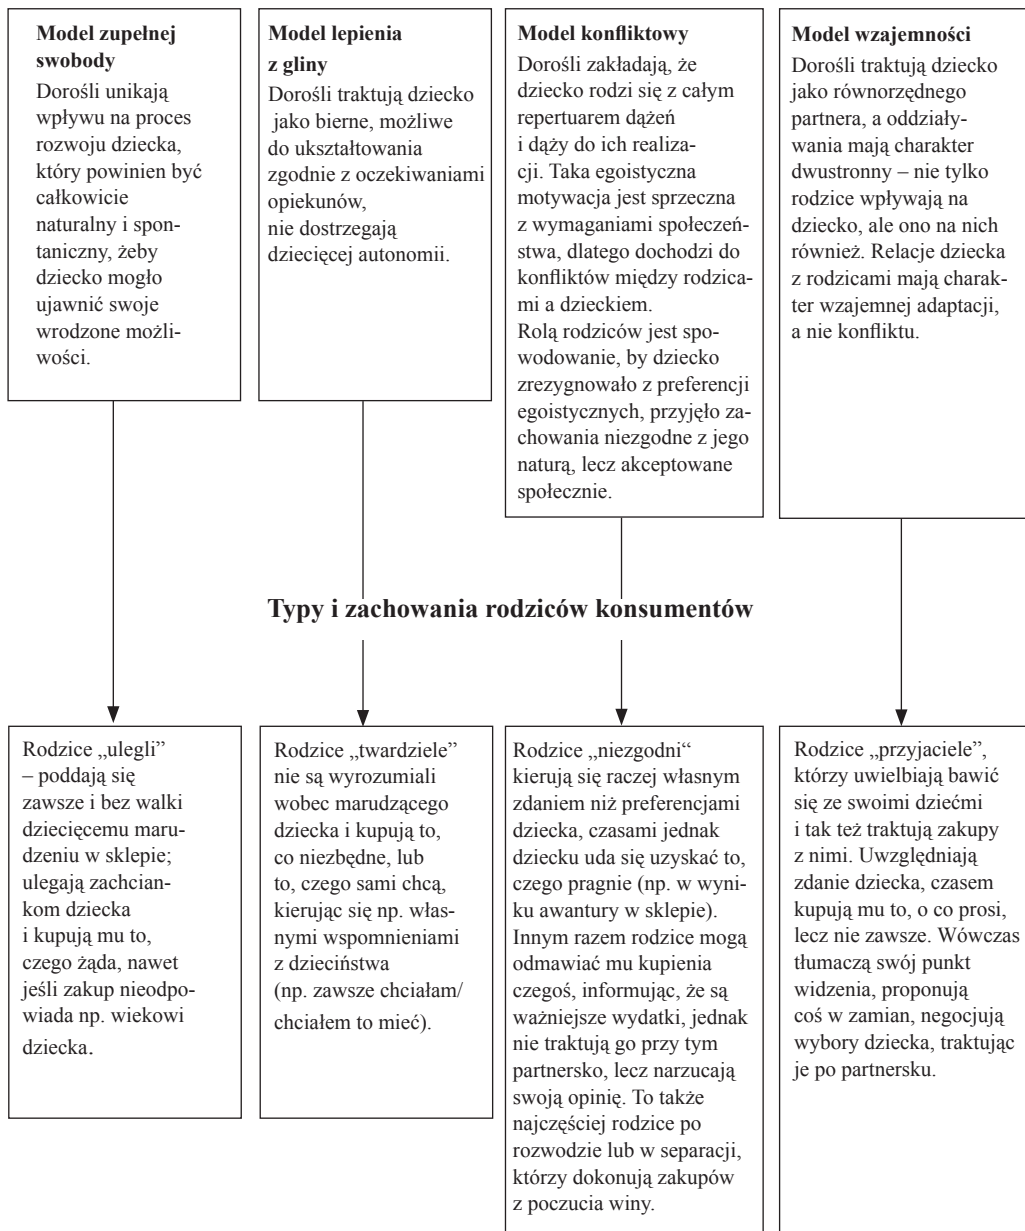 Model zupełnej
swobody
Dorośli unikają
wpływu na proces
rozwoju dziecka,
który powinien być
całkowicie
naturalny i spon-
taniczny, żeby
dziecko mogło
ujawnić swoje
wrodzone możli-
wości.
Model lepienia
z gliny
Dorośli traktują dziecko
jako bierne, możliwe
do ukształtowania
zgodnie z oczekiwaniami
opiekunów,
nie dostrzegają
dziecięcej autonomii.
Model konfliktowy
Dorośli zakładają, że
dziecko rodzi się z całym
repertuarem dążeń
i dąży do ich realiza-
cji. Taka egoistyczna
motywacja jest sprzeczna
z wymaganiami społeczeń-
stwa, dlatego dochodzi do
konfliktów między rodzica-
mi a dzieckiem.
Rolą rodziców jest spo-
wodowanie, by dziecko
zrezygnowało z preferencji
egoistycznych, przyjęło za-
chowania niezgodne z jego
naturą, lecz akceptowane
społecznie.
Model wzajemności
Dorośli traktują dziecko
jako równorzędnego
partnera, a oddziały-
wania mają charakter
dwustronny – nie tylko
rodzice wpływają na
dziecko, ale ono na nich
również. Relacje dziecka
z rodzicami mają charak-
ter wzajemnej adaptacji,
a nie konfliktu.
Typy i zachowania rodziców konsumentów
Rodzice „ulegli”
– poddają się
zawsze i bez walki
dziecięcemu maru-
dzeniu w sklepie;
ulegają zachcian-
kom dziecka
i kupują mu to,
czego żąda, nawet
jeśli zakup nieodpo-
wiada np. wiekowi
dziecka.
Rodzice „twardziele”
nie są wyrozumiali
wobec marudzącego
dziecka i kupują to,
co niezbędne, lub
to, czego sami chcą,
kierując się np. włas-
nymi wspomnieniami
z dzieciństwa
(np. zawsze chciałam/
chciałem to mieć).
Rodzice „niezgodni“
kierują się raczej własnym
zdaniem niż preferencjami
dziecka, czasami jednak
dziecku uda się uzyskać to,
czego pragnie (np. w wyni-
ku awantury w sklepie).
Innym razem rodzice mogą
odmawiać mu kupienia
czegoś, informując, że są
ważniejsze wydatki, jednak
nie traktują go przy tym
partnersko, lecz narzucają
swoją opinię. To także
najczęściej rodzice po
rozwodzie lub w separacji,
którzy dokonują zakupów
z poczucia winy.
Rodzice „przyjaciele”,
którzy uwielbiają bawić
się ze swoimi dziećmi
i tak też traktują zakupy
z nimi. Uwzględniają
zdanie dziecka, czasem
kupują mu to, o co prosi,
lecz nie zawsze. Wówczas
tłumaczą swój punkt
widzenia, proponują
coś w zamian, negocjują
wybory dziecka, traktując
je po partnersku.